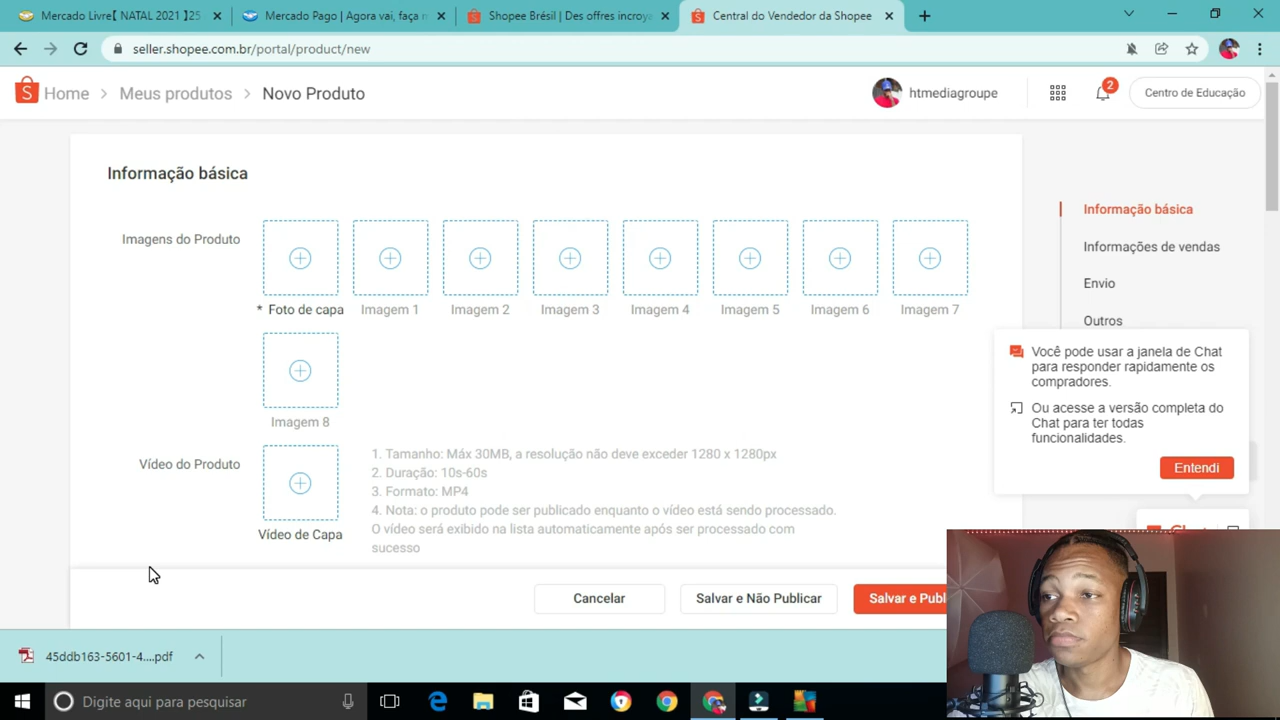 Mercado Livre【 NATAL 2021 】25
Mercado Pago | Agora vai, faça m
Shopee Brésil | Des offres incroya
Central do Vendedor da Shopee
seller.shopee.com.br/portal/product/new
Home > Meus produtos > Novo Produto
htmediagroupe
2
Centro de Educação
Informação básica
Imagens do Produto
* Foto de capa
Imagem 1
Imagem 2
Imagem 3
Imagem 4
Imagem 5
Imagem 6
Imagem 7
Imagem 8
Vídeo do Produto
Vídeo de Capa
1. Tamanho: Máx 30MB, a resolução não deve exceder 1280 x 1280px
2. Duração: 10s-60s
3. Formato: MP4
4. Nota: o produto pode ser publicado enquanto o vídeo está sendo processado.
O vídeo será exibido na lista automaticamente após ser processado com
sucesso
Informação básica
Informações de vendas
Envio
Outros
Você pode usar a janela de Chat
para responder rapidamente os
compradores.
Ou acesse a versão completa do
Chat para ter todas
funcionalidades.
Entendi
Cancelar
Salvar e Não Publicar
Salvar e Publ
45ddb163-5601-4....pdf
Digite aqui para pesquisar